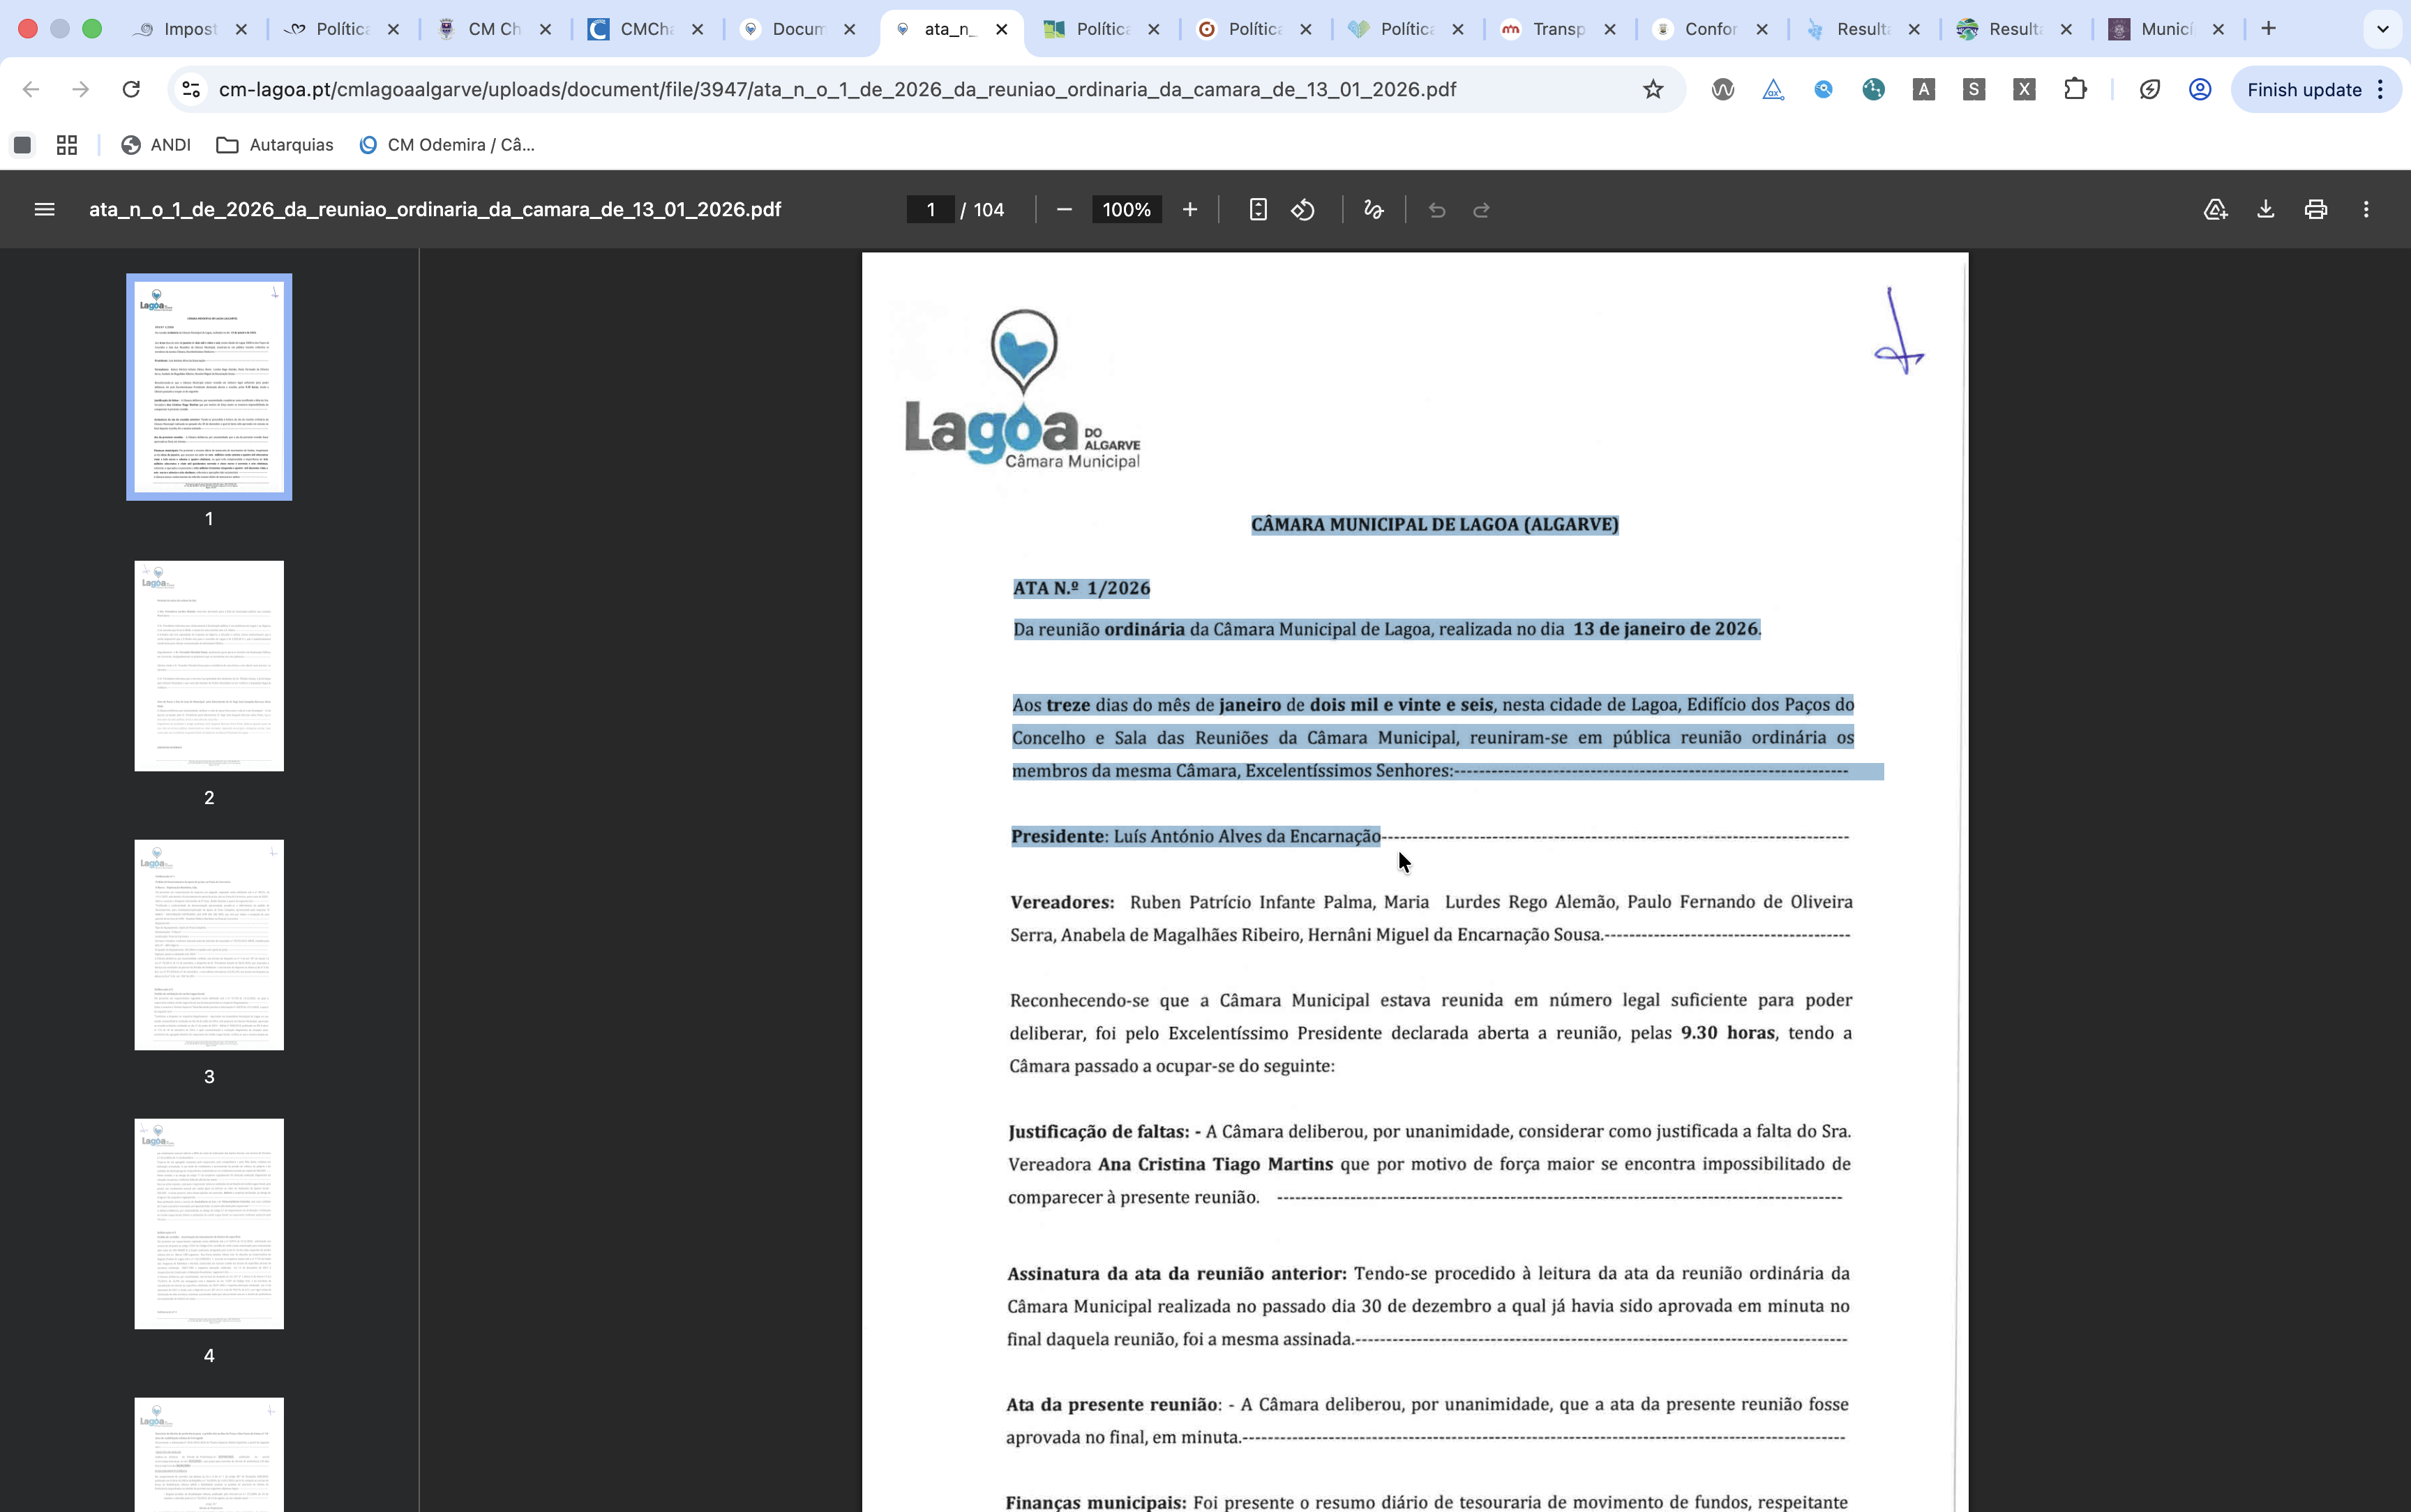 Impost
Política
CM Ch
CMCha
Docum
ata_n_
Política
Política
Política
Transp
Confor
Result
Result
Municí
cm-lagoa.pt/cmlagoaalgarve/uploads/document/file/3947/ata_n_o_1_de_2026_da_reuniao_ordinaria_da_camara_de_13_01_2026.pdf
Finish update
ANDI
Autarquias
CM Odemira / Câ...
ata_n_o_1_de_2026_da_reuniao_ordinaria_da_camara_de_13_01_2026.pdf
1 / 104
100%
1
2
3
4
Lagoa DO ALGARVE
Câmara Municipal
CÂMARA MUNICIPAL DE LAGOA (ALGARVE)
ATA N.º 1/2026
Da reunião ordinária da Câmara Municipal de Lagoa, realizada no dia 13 de janeiro de 2026.
Aos treze dias do mês de janeiro de dois mil e vinte e seis, nesta cidade de Lagoa, Edifício dos Paços do
Concelho e Sala das Reuniões da Câmara Municipal, reuniram-se em pública reunião ordinária os
membros da mesma Câmara, Excelentíssimos Senhores:------------------------------------------------------------------
Presidente: Luís António Alves da Encarnação------------------------------------------------------------------------------
Vereadores: Ruben Patrício Infante Palma, Maria Lurdes Rego Alemão, Paulo Fernando de Oliveira
Serra, Anabela de Magalhães Ribeiro, Hernâni Miguel da Encarnação Sousa.-----------------------------------------
Reconhecendo-se que a Câmara Municipal estava reunida em número legal suficiente para poder
deliberar, foi pelo Excelentíssimo Presidente declarada aberta a reunião, pelas 9.30 horas, tendo a
Câmara passado a ocupar-se do seguinte:
Justificação de faltas: - A Câmara deliberou, por unanimidade, considerar como justificada a falta do Sra.
Vereadora Ana Cristina Tiago Martins que por motivo de força maior se encontra impossibilitado de
comparecer à presente reunião. ----------------------------------------------------------------------------------------------
Assinatura da ata da reunião anterior: Tendo-se procedido à leitura da ata da reunião ordinária da
Câmara Municipal realizada no passado dia 30 de dezembro a qual já havia sido aprovada em minuta no
final daquela reunião, foi a mesma assinada.----------------------------------------------------------------------------------
Ata da presente reunião: - A Câmara deliberou, por unanimidade, que a ata da presente reunião fosse
aprovada no final, em minuta.----------------------------------------------------------------------------------------------------
Finanças municipais: Foi presente o resumo diário de tesouraria de movimento de fundos, respeitante